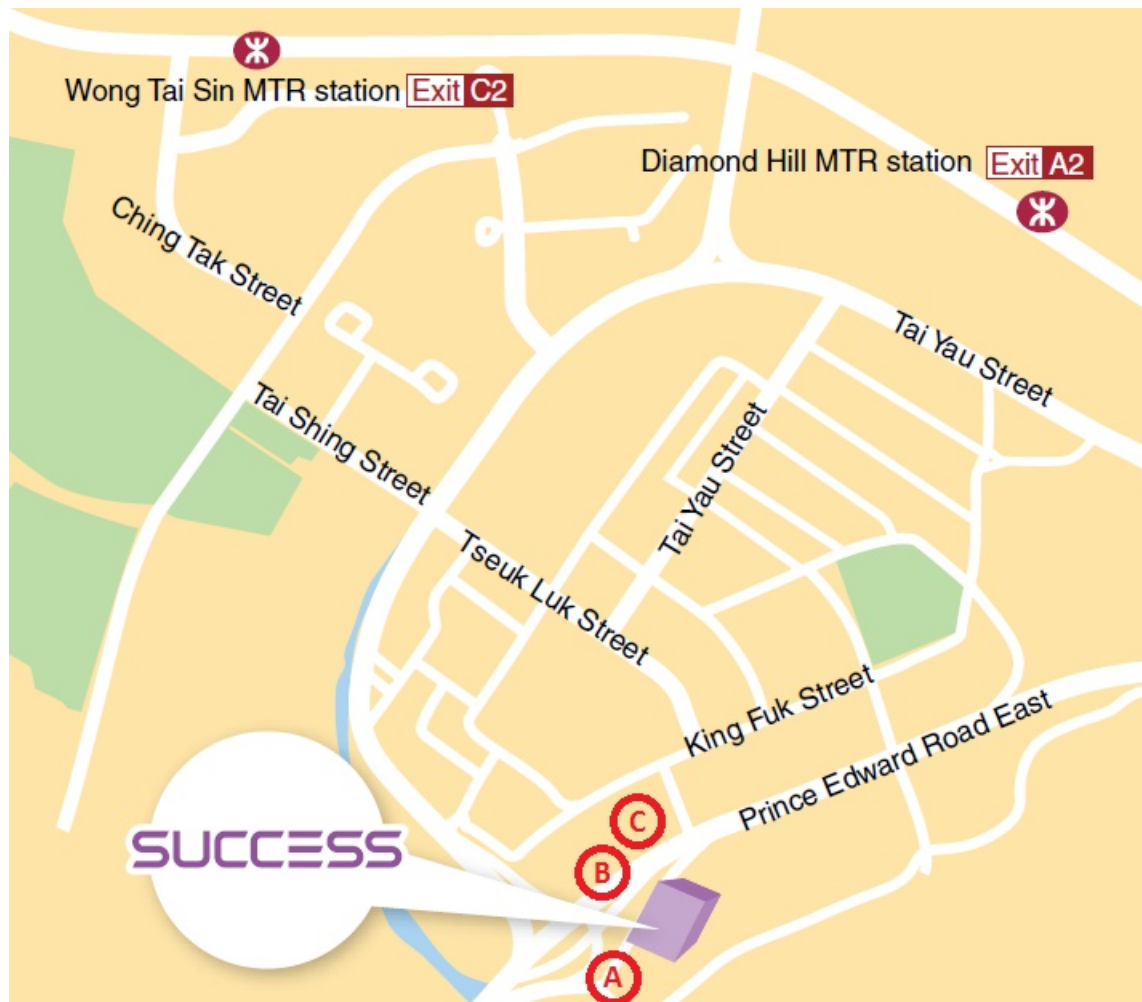 Wong Tai Sin MTR station Exit C2
Diamond Hill MTR station Exit A2
Ching Tak Street
Tai Yau Street
Tai Shing Street
Tai Yau Street
Tseuk Luk Street
King Fuk Street
Prince Edward Road East
C
SUCCESS
B
A